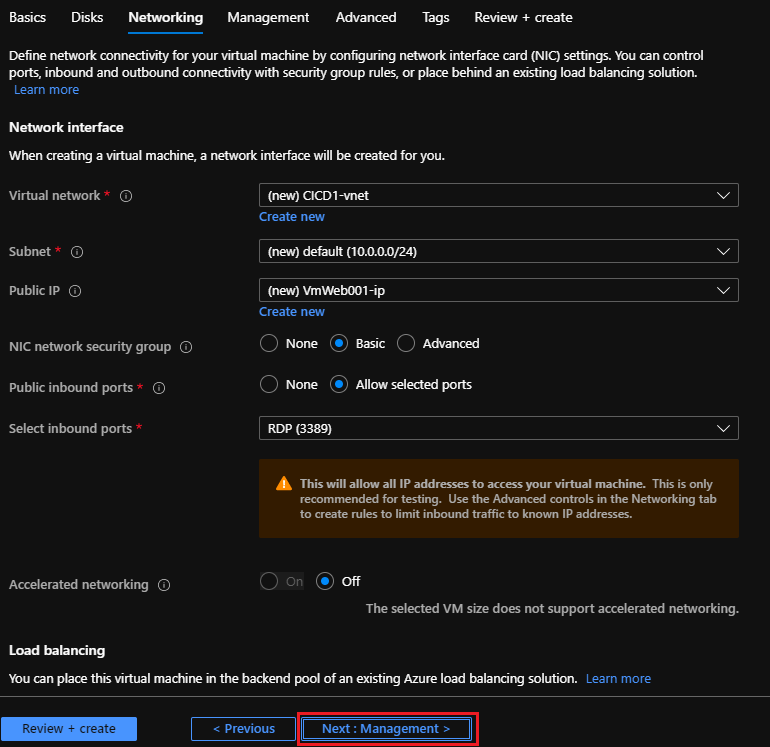 Basics Disks Networking Management Advanced Tags Review + create
Define network connectivity for your virtual machine by configuring network interface card (NIC) settings. You can control
ports, inbound and outbound connectivity with security group rules, or place behind an existing load balancing solution.
Learn more
Network interface
When creating a virtual machine, a network interface will be created for you.
Virtual network * (new) CICD1-vnet
Create new
Subnet * (new) default (10.0.0.0/24)
Public IP (new) VmWeb001-ip
Create new
NIC network security group None Basic Advanced
Public inbound ports * None Allow selected ports
Select inbound ports * RDP (3389)
This will allow all IP addresses to access your virtual machine. This is only
recommended for testing. Use the Advanced controls in the Networking tab
to create rules to limit inbound traffic to known IP addresses.
Accelerated networking On Off
The selected VM size does not support accelerated networking.
Load balancing
You can place this virtual machine in the backend pool of an existing Azure load balancing solution. Learn more
Review + create < Previous Next : Management >